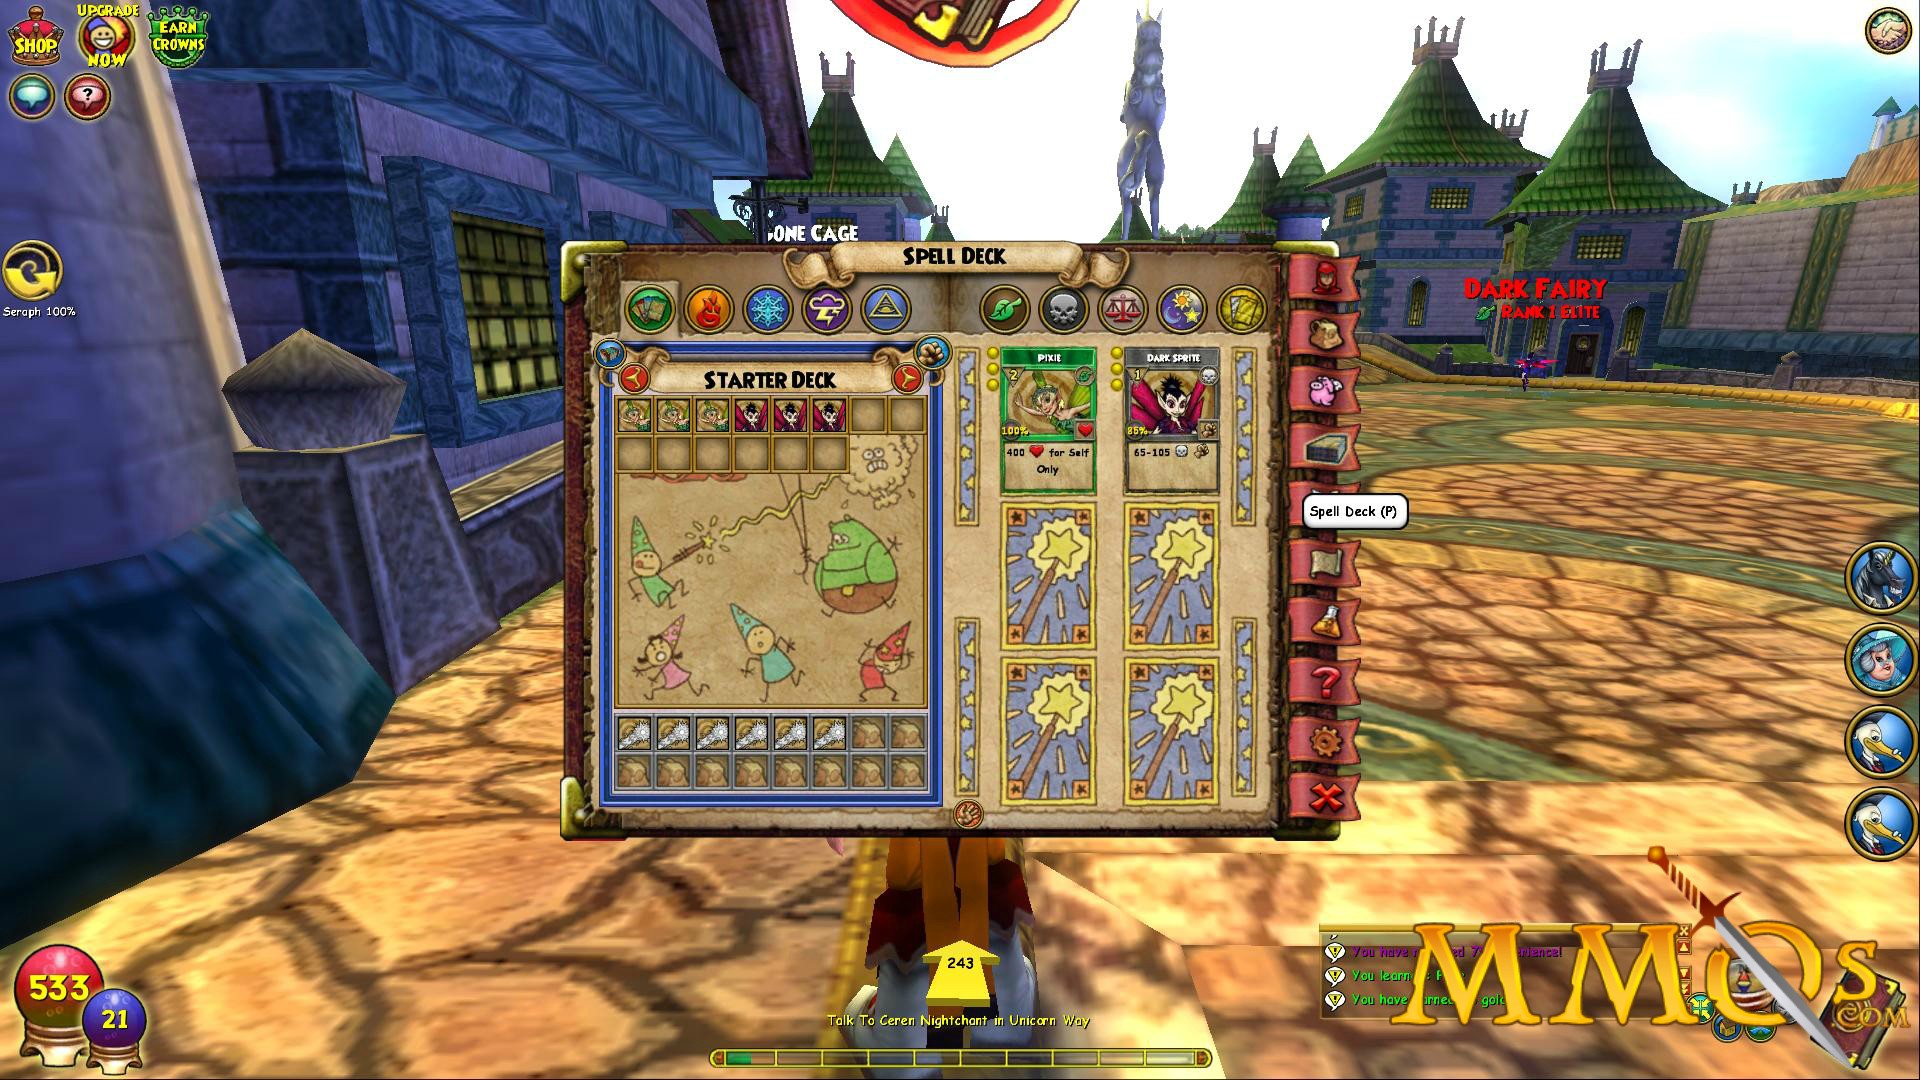 UPGRADE
NOW
SHOP
EARN
CROWNS
?
Seraph 100%
ONE CAGE
SPELL DECK
DARK FAIRY
RANK 1 ELITE
STARTER DECK
PIXIE
2
100%
400 for Self
Only
DARK SPRITE
1
85%
65-105
Spell Deck (P)
?
533
21
243
Talk To Ceren Nightchant in Unicorn Way
You have
You learn
You have gold
MMOs
.COM